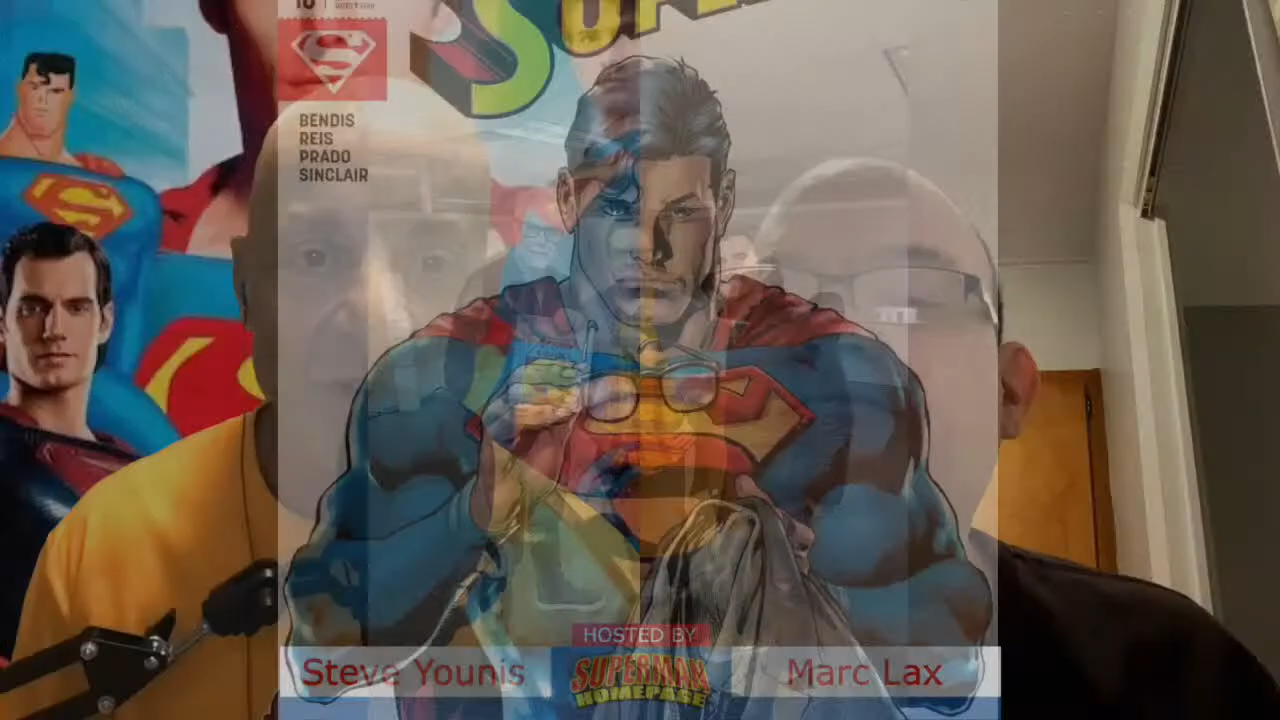 BENDIS
REIS
PRADO
SINCLAIR
HOSTED BY
Steve Younis
SUPERMAN
HOMEPAGE
Marc Lax